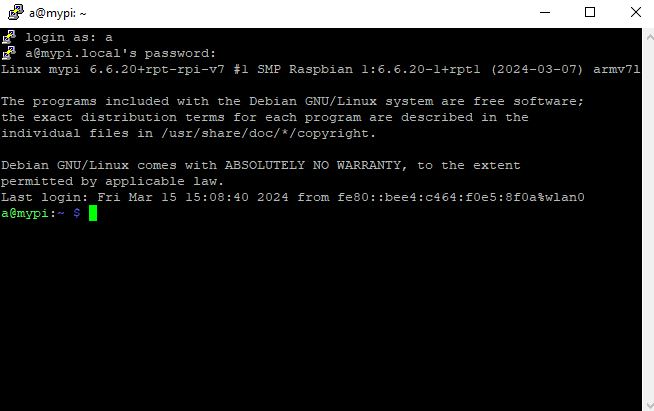 a@mypi: ~
login as: a
a@mypi.local's password:
Linux mypi 6.6.20+rpt-rpi-v7 #1 SMP Raspbian 1:6.6.20-1+rpt1 (2024-03-07) armv7l
The programs included with the Debian GNU/Linux system are free software;
the exact distribution terms for each program are described in the
individual files in /usr/share/doc/*/copyright.
Debian GNU/Linux comes with ABSOLUTELY NO WARRANTY, to the extent
permitted by applicable law.
Last login: Fri Mar 15 15:08:40 2024 from fe80::bee4:c464:f0e5:8f0a%wlan0
a@mypi:~ $